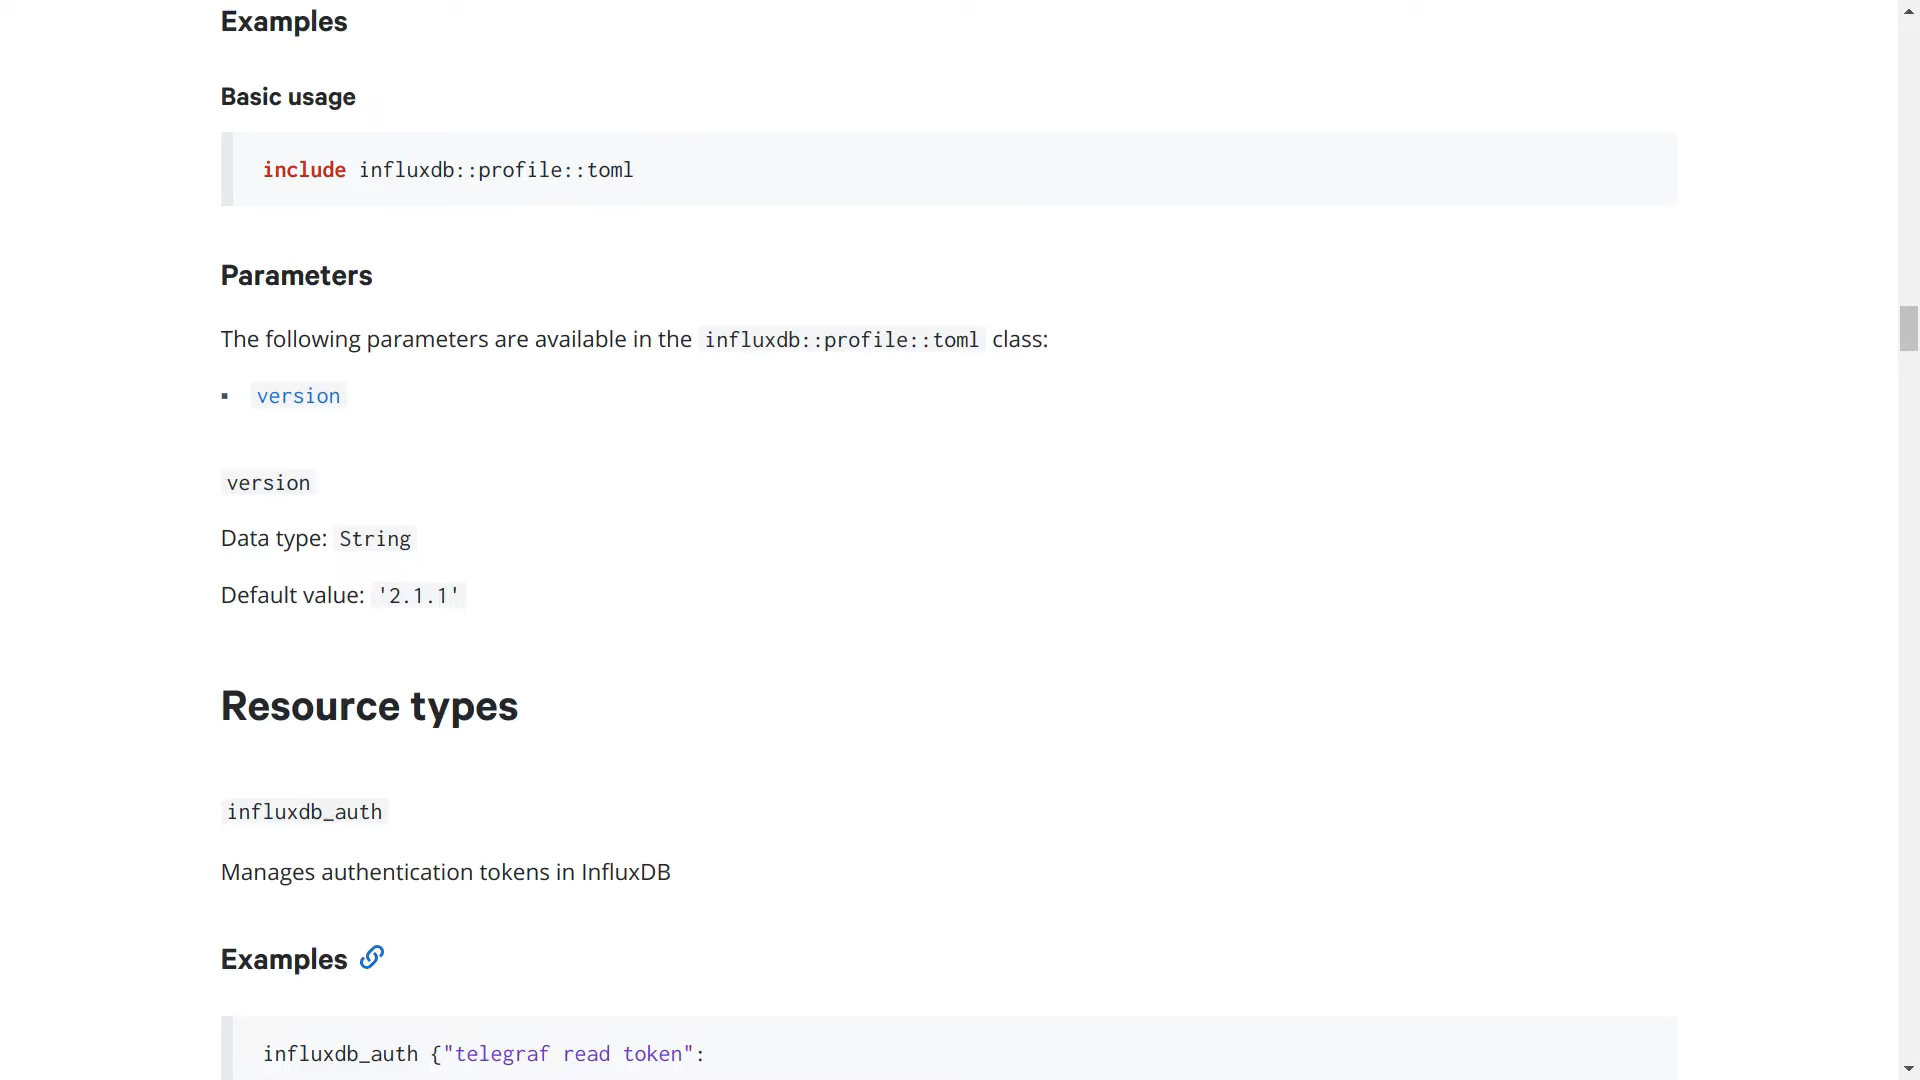 Examples
Basic usage
include influxdb::profile::toml
Parameters
The following parameters are available in the influxdb::profile::toml class:
▪ version
version
Data type: String
Default value: '2.1.1'
Resource types
influxdb_auth
Manages authentication tokens in InfluxDB
Examples
influxdb_auth {"telegraf read token":